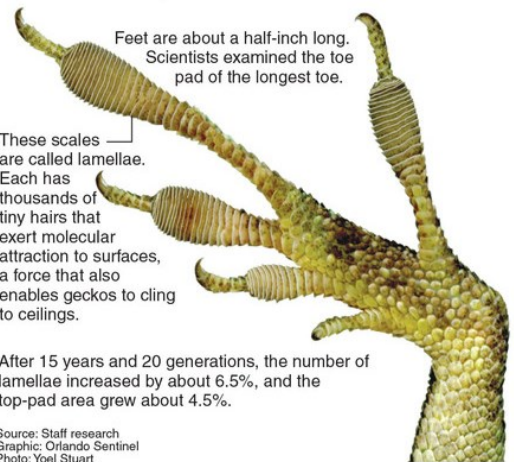 Feet are about a half-inch long.
Scientists examined the toe
pad of the longest toe.
These scales
are called lamellae.
Each has
thousands of
tiny hairs that
exert molecular
attraction to surfaces,
a force that also
enables geckos to cling
to ceilings.
After 15 years and 20 generations, the number of
lamellae increased by about 6.5%, and the
top-pad area grew about 4.5%.
Source: Staff research
Graphic: Orlando Sentinel
Photo: Yoel Stuart